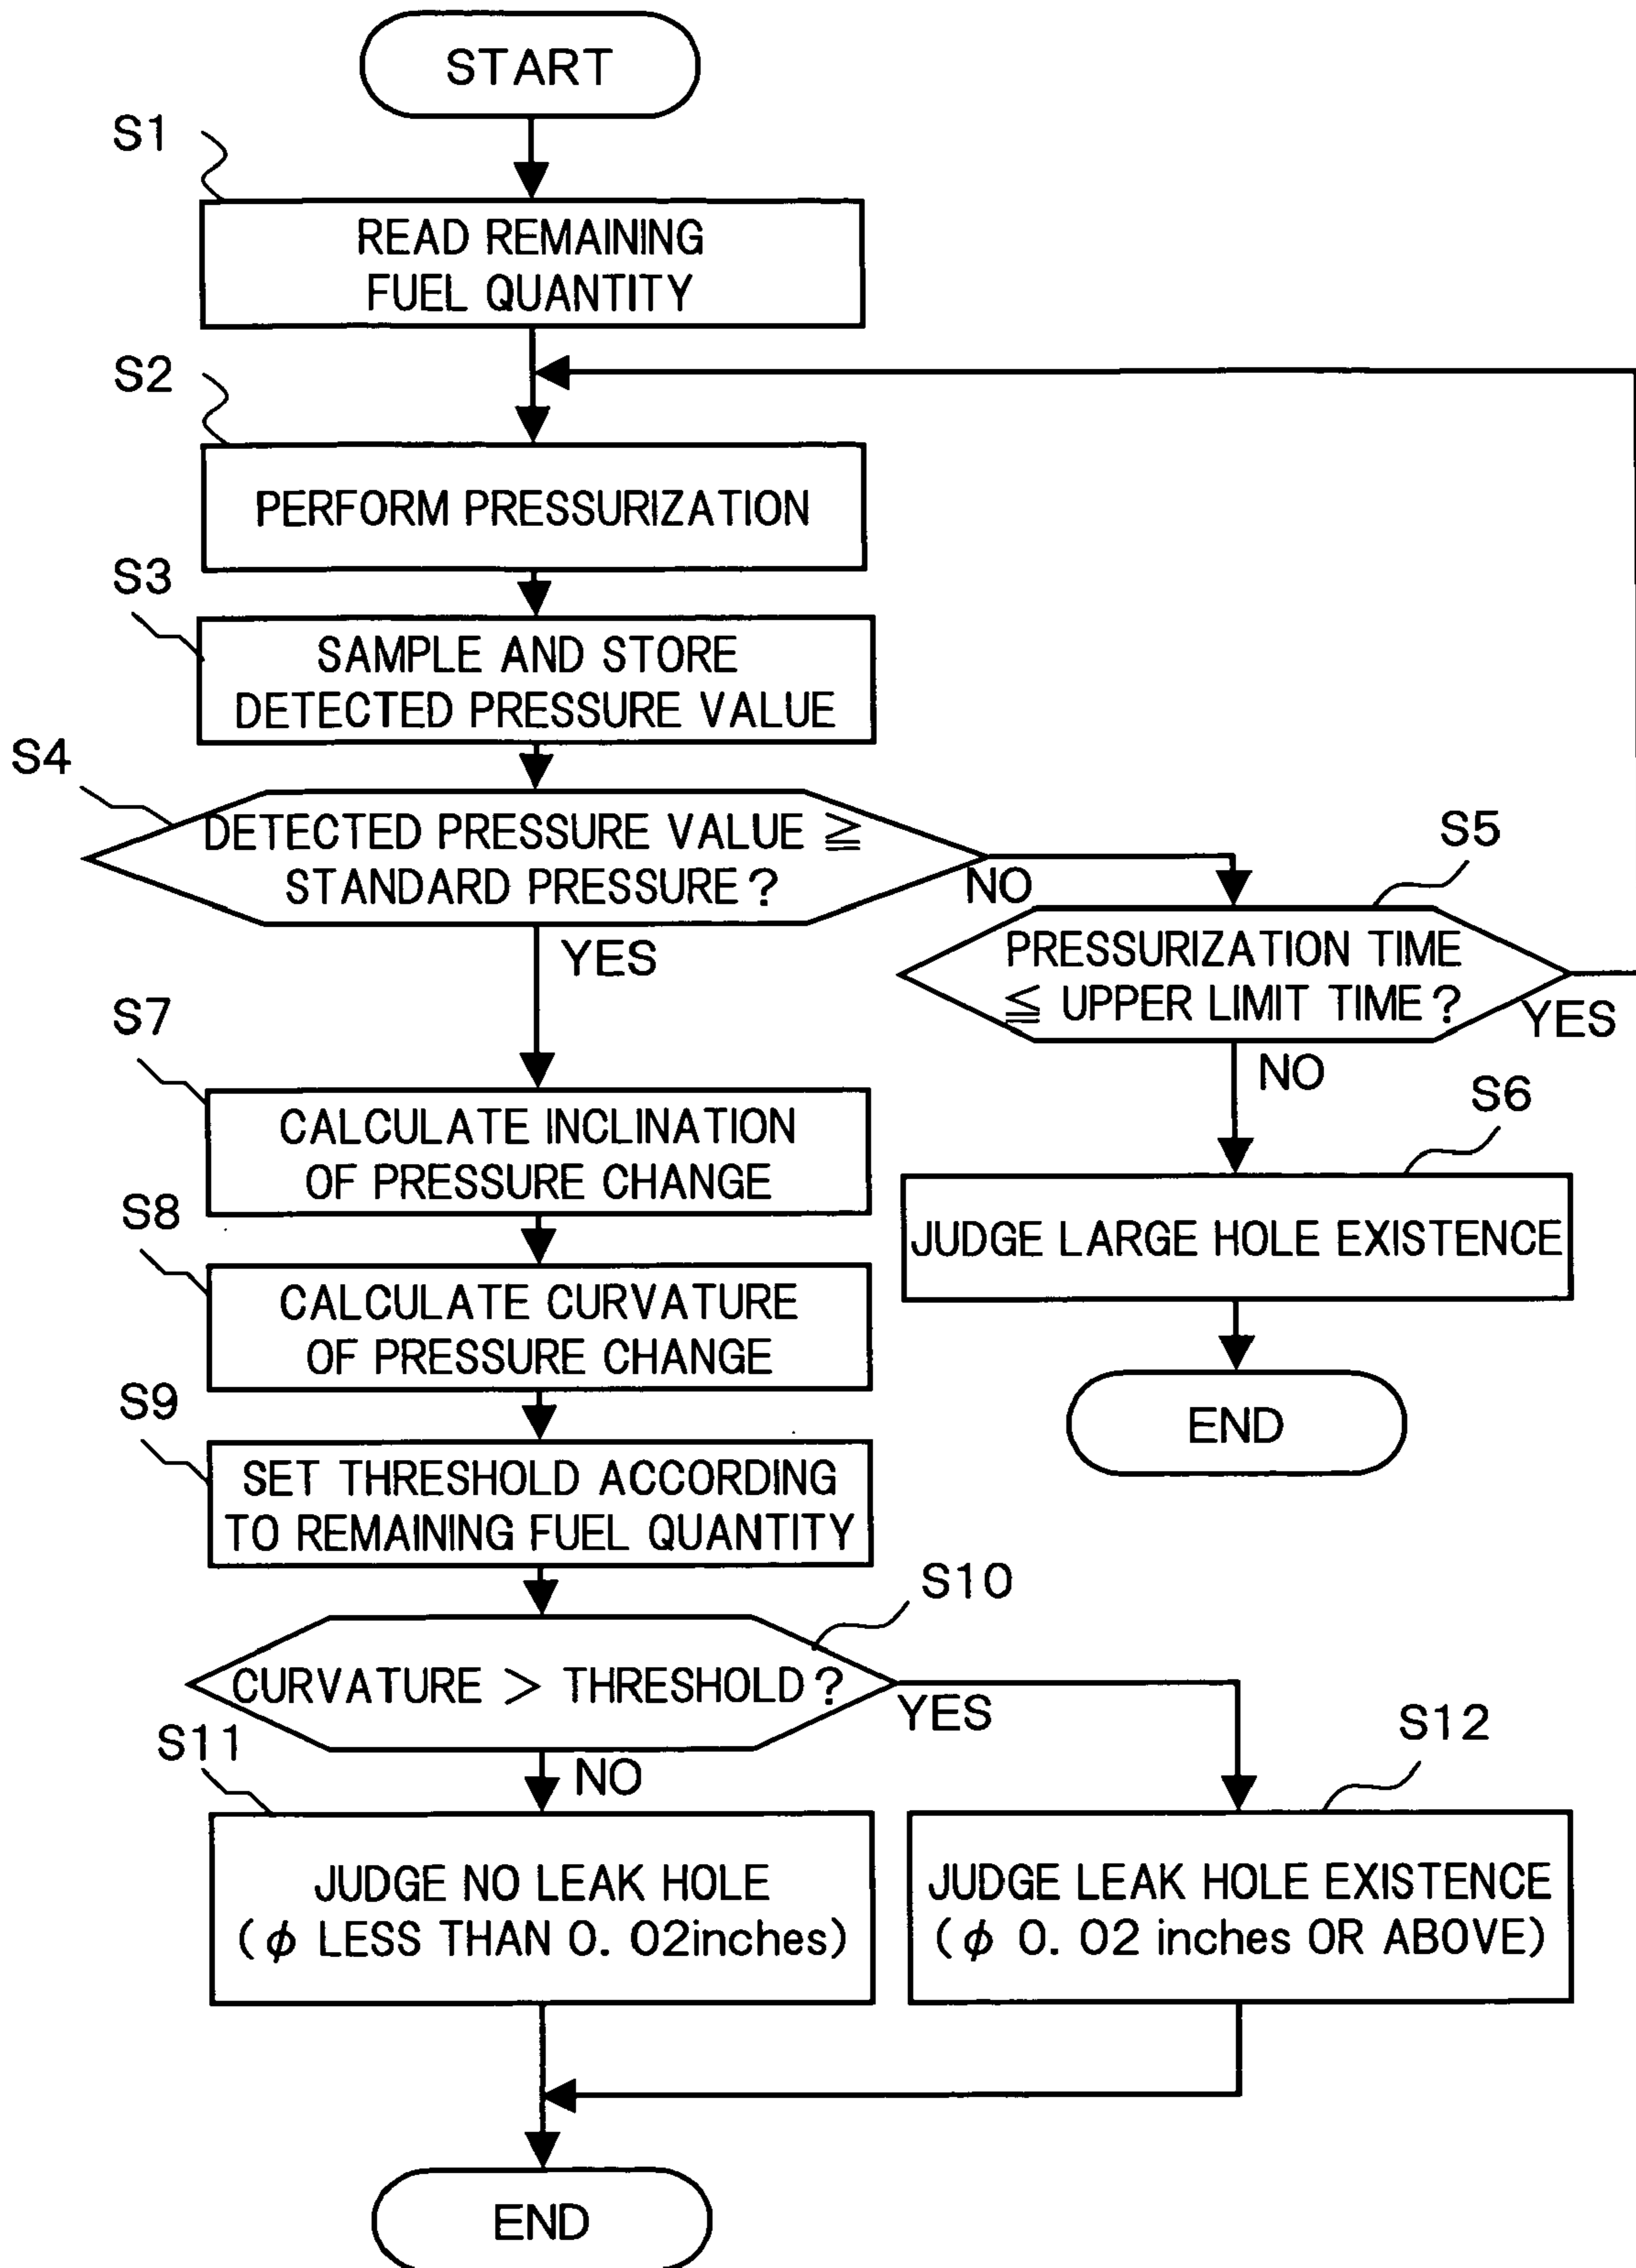 START
S1
READ REMAINING
FUEL QUANTITY
S2
PERFORM PRESSURIZATION
S3
SAMPLE AND STORE
DETECTED PRESSURE VALUE
S4
DETECTED PRESSURE VALUE ≧
STANDARD PRESSURE?
NO
YES
S5
PRESSURIZATION TIME
≦ UPPER LIMIT TIME?
YES
NO
S6
JUDGE LARGE HOLE EXISTENCE
END
S7
CALCULATE INCLINATION
OF PRESSURE CHANGE
S8
CALCULATE CURVATURE
OF PRESSURE CHANGE
S9
SET THRESHOLD ACCORDING
TO REMAINING FUEL QUANTITY
S10
CURVATURE > THRESHOLD?
YES
NO
S11
JUDGE NO LEAK HOLE
(ϕ LESS THAN 0. 02inches)
S12
JUDGE LEAK HOLE EXISTENCE
(ϕ 0. 02 inches OR ABOVE)
END